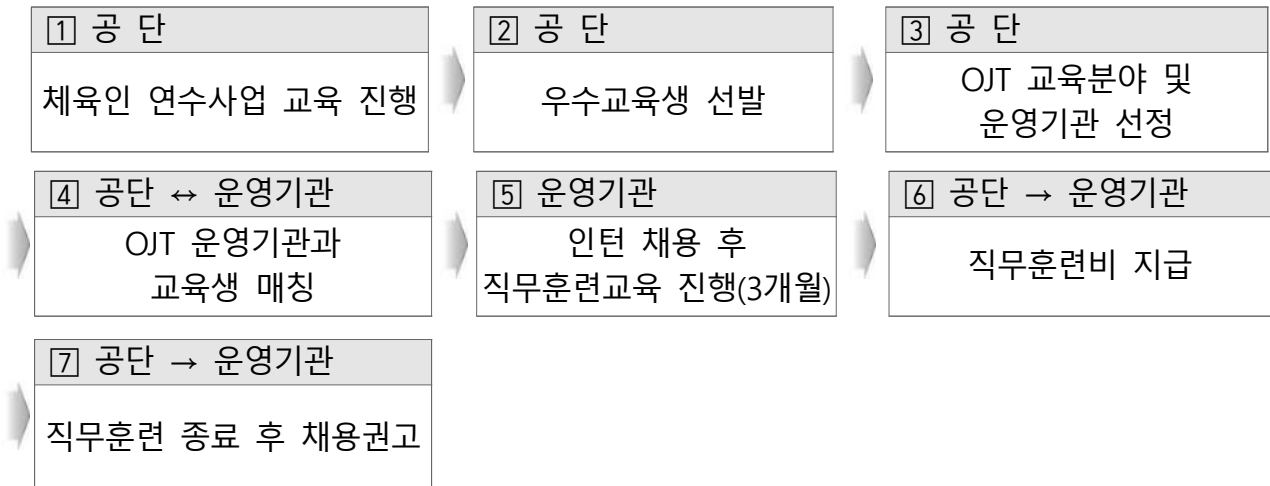 1 공 단
체육인 연수사업 교육 진행
2 공 단
우수교육생 선발
3 공 단
OJT 교육분야 및
운영기관 선정
4 공단 ↔ 운영기관
OJT 운영기관과
교육생 매칭
5 운영기관
인턴 채용 후
직무훈련교육 진행(3개월)
6 공단 → 운영기관
직무훈련비 지급
7 공단 → 운영기관
직무훈련 종료 후 채용권고